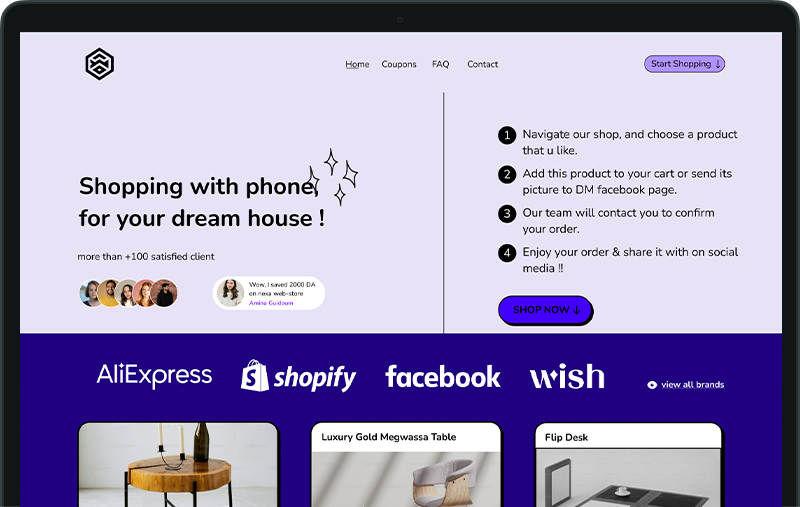 Home Coupons FAQ Contact
Start Shopping ↓
Shopping with phone,
for your dream house !
more than +100 satisfied client
Wow, I saved 2000 DA
on nexa web-store
Amina Guidoum
1 Navigate our shop, and choose a product
that u like.
2 Add this product to your cart or send its
picture to DM facebook page.
3 Our team will contact you to confirm
your order.
4 Enjoy your order & share it with on social
media !!
SHOP NOW ↓
AliExpress
shopify
facebook
wish
view all brands
Luxury Gold Megwassa Table
Flip Desk